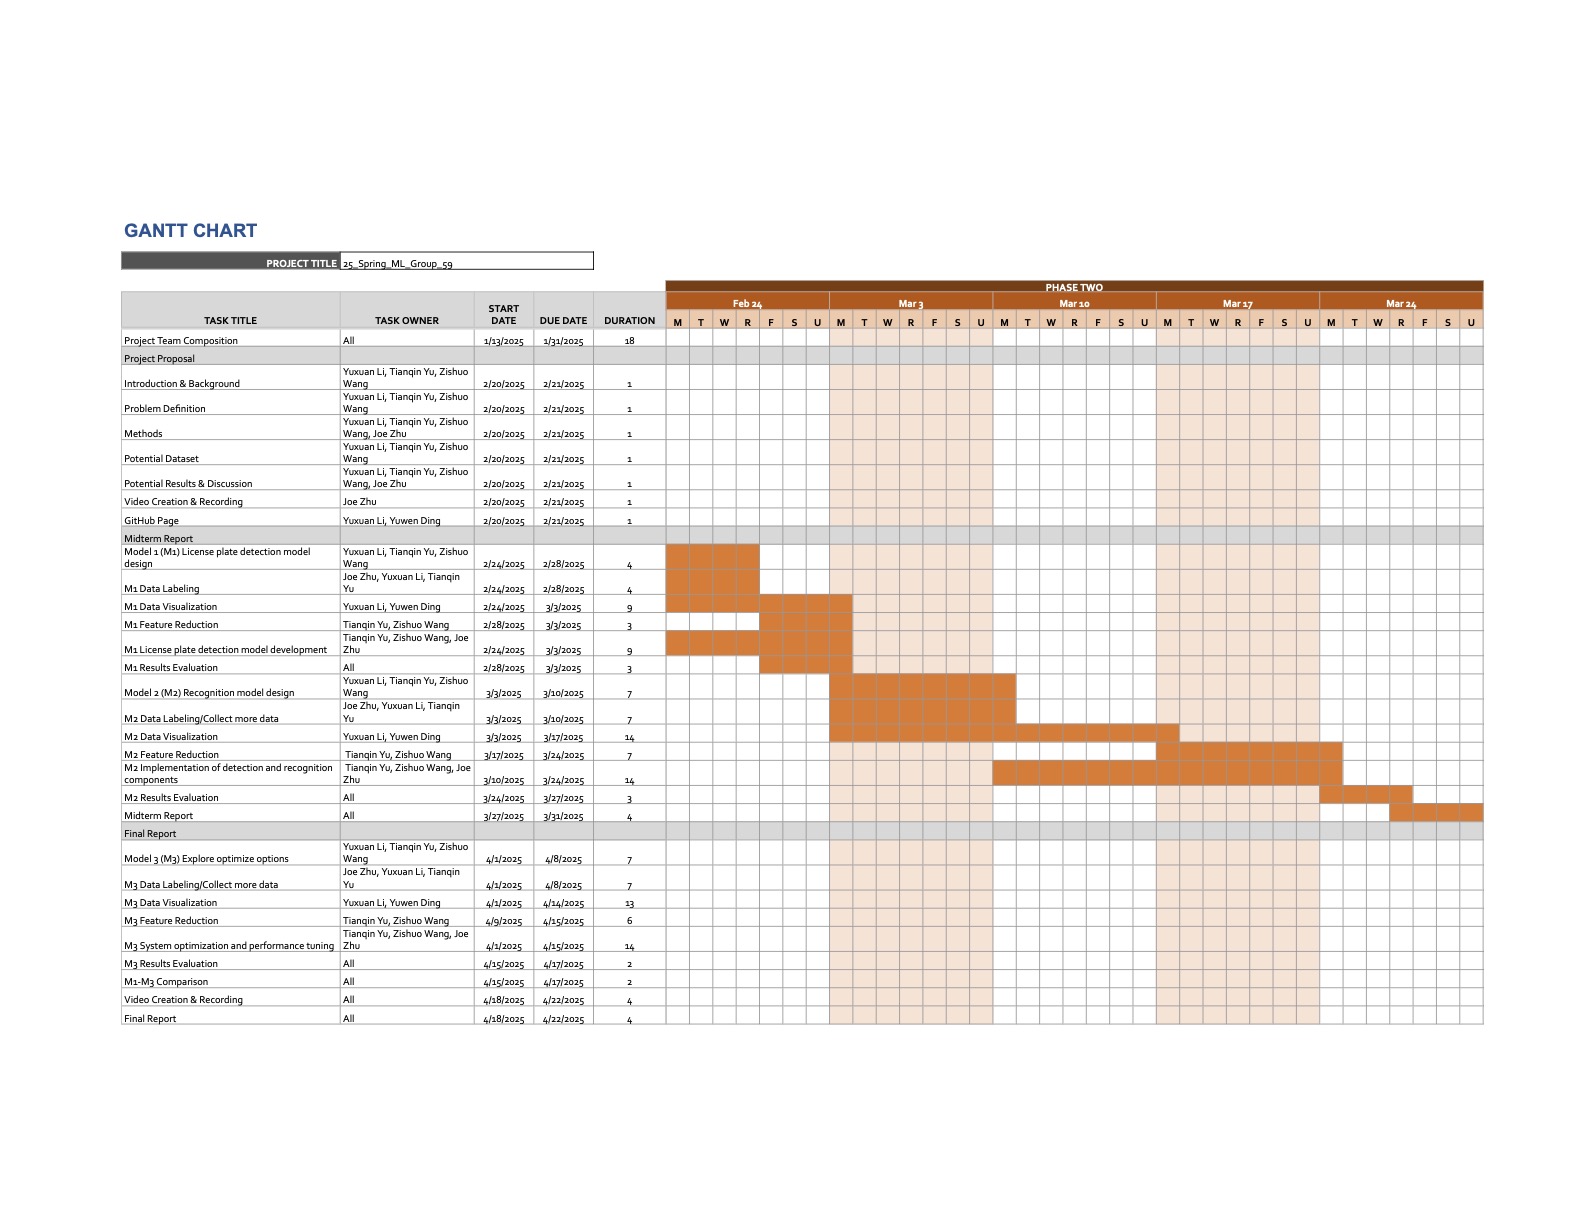 GANTT CHART
PROJECT TITLE 25_Spring_ML_Group_59
PHASE TWO
Feb 24 Mar 3 Mar 10 Mar 17 Mar 24
TASK TITLE TASK OWNER START DATE DUE DATE DURATION M T W R F S U M T W R F S U M T W R F S U M T W R F S U M T W R F S U
Project Team Composition All 1/13/2025 1/31/2025 18
Project Proposal
Introduction & Background Yuxuan Li, Tianqin Yu, Zishuo Wang 2/20/2025 2/21/2025 1
Problem Definition Yuxuan Li, Tianqin Yu, Zishuo Wang 2/20/2025 2/21/2025 1
Methods Yuxuan Li, Tianqin Yu, Zishuo Wang, Joe Zhu 2/20/2025 2/21/2025 1
Potential Dataset Yuxuan Li, Tianqin Yu, Zishuo Wang 2/20/2025 2/21/2025 1
Potential Results & Discussion Yuxuan Li, Tianqin Yu, Zishuo Wang, Joe Zhu 2/20/2025 2/21/2025 1
Video Creation & Recording Joe Zhu 2/20/2025 2/21/2025 1
GitHub Page Yuxuan Li, Yuwen Ding 2/20/2025 2/21/2025 1
Midterm Report
Model 1 (M1) License plate detection model design Yuxuan Li, Tianqin Yu, Zishuo Wang 2/24/2025 2/28/2025 4
M1 Data Labeling Joe Zhu, Yuxuan Li, Tianqin Yu 2/24/2025 2/28/2025 4
M1 Data Visualization Yuxuan Li, Yuwen Ding 2/24/2025 3/3/2025 9
M1 Feature Reduction Tianqin Yu, Zishuo Wang 2/28/2025 3/3/2025 3
M1 License plate detection model development Tianqin Yu, Zishuo Wang, Joe Zhu 2/24/2025 3/3/2025 9
M1 Results Evaluation All 2/28/2025 3/3/2025 3
Model 2 (M2) Recognition model design Yuxuan Li, Tianqin Yu, Zishuo Wang 3/3/2025 3/10/2025 7
M2 Data Labeling/Collect more data Joe Zhu, Yuxuan Li, Tianqin Yu 3/3/2025 3/10/2025 7
M2 Data Visualization Yuxuan Li, Yuwen Ding 3/3/2025 3/17/2025 14
M2 Feature Reduction Tianqin Yu, Zishuo Wang 3/17/2025 3/24/2025 7
M2 Implementation of detection and recognition components Tianqin Yu, Zishuo Wang, Joe Zhu 3/10/2025 3/24/2025 14
M2 Results Evaluation All 3/24/2025 3/27/2025 3
Midterm Report All 3/27/2025 3/31/2025 4
Final Report
Model 3 (M3) Explore optimize options Yuxuan Li, Tianqin Yu, Zishuo Wang 4/1/2025 4/8/2025 7
M3 Data Labeling/Collect more data Joe Zhu, Yuxuan Li, Tianqin Yu 4/1/2025 4/8/2025 7
M3 Data Visualization Yuxuan Li, Yuwen Ding 4/1/2025 4/14/2025 13
M3 Feature Reduction Tianqin Yu, Zishuo Wang 4/9/2025 4/15/2025 6
M3 System optimization and performance tuning Tianqin Yu, Zishuo Wang, Joe Zhu 4/1/2025 4/15/2025 14
M3 Results Evaluation All 4/15/2025 4/17/2025 2
M1-M3 Comparison All 4/15/2025 4/17/2025 2
Video Creation & Recording All 4/18/2025 4/22/2025 4
Final Report All 4/18/2025 4/22/2025 4